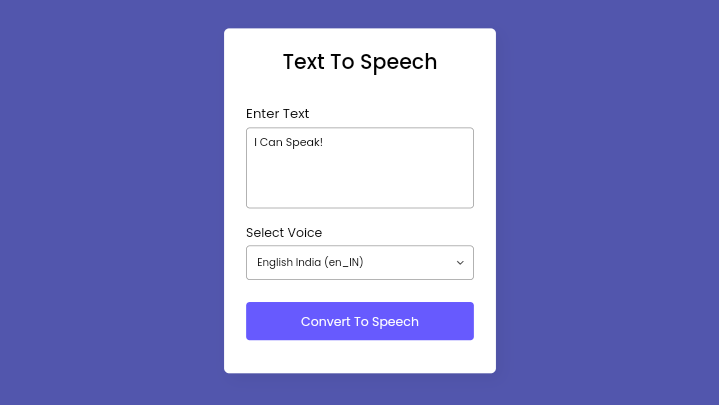 Text To Speech
Enter Text
I Can Speak!
Select Voice
English India (en_IN)
Convert To Speech